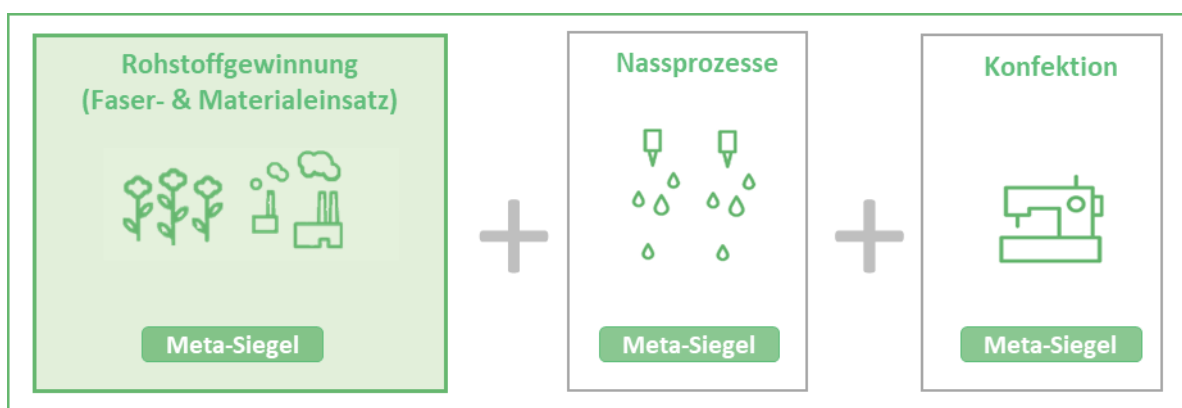 Rohstoffgewinnung
(Faser- & Materialeinsatz)
Meta-Siegel
Nassprozesse
Meta-Siegel
Konfektion
Meta-Siegel